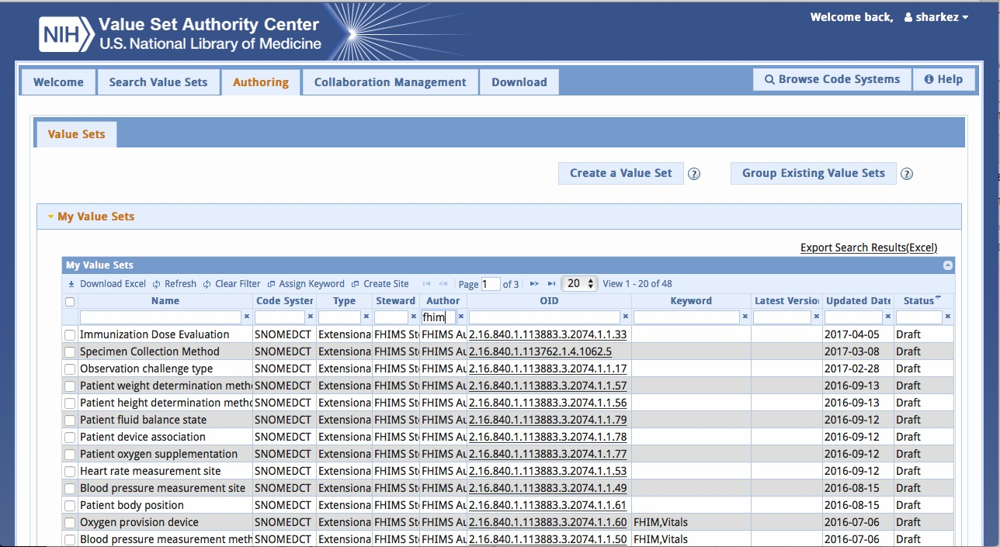 NIH Value Set Authority Center
U.S. National Library of Medicine
Welcome back, sharkez
Welcome Search Value Sets Authoring Collaboration Management Download Browse Code Systems Help
Value Sets
Create a Value Set ? Group Existing Value Sets ?
My Value Sets
Export Search Results(Excel)
My Value Sets
Download Excel Refresh Clear Filter Assign Keyword Create Site Page 1 of 3 20 View 1 - 20 of 48
Name Code Syster Type Steward Author OID Keyword Latest Versio Updated Date Status
x x x x fhim x x x x x x
Immunization Dose Evaluation SNOMEDCT Extensiona FHIMS St FHIMS Au 2.16.840.1.113883.3.2074.1.1.33 2017-04-05 Draft
Specimen Collection Method SNOMEDCT Extensiona FHIMS St FHIMS Au 2.16.840.1.113762.1.4.1062.5 2017-03-08 Draft
Observation challenge type SNOMEDCT Extensiona FHIMS St FHIMS Au 2.16.840.1.113883.3.2074.1.1.17 2017-02-28 Draft
Patient weight determination meth SNOMEDCT Extensiona FHIMS St FHIMS Au 2.16.840.1.113883.3.2074.1.1.57 2016-09-13 Draft
Patient height determination meth SNOMEDCT Extensiona FHIMS St FHIMS Au 2.16.840.1.113883.3.2074.1.1.56 2016-09-13 Draft
Patient fluid balance state SNOMEDCT Extensiona FHIMS St FHIMS Au 2.16.840.1.113883.3.2074.1.1.79 2016-09-12 Draft
Patient device association SNOMEDCT Extensiona FHIMS St FHIMS Au 2.16.840.1.113883.3.2074.1.1.78 2016-09-12 Draft
Patient oxygen supplementation SNOMEDCT Extensiona FHIMS St FHIMS Au 2.16.840.1.113883.3.2074.1.1.77 2016-09-12 Draft
Heart rate measurement site SNOMEDCT Extensiona FHIMS St FHIMS Au 2.16.840.1.113883.3.2074.1.1.53 2016-09-12 Draft
Blood pressure measurement site SNOMEDCT Extensiona FHIMS St FHIMS Au 2.16.840.1.113883.3.2074.1.1.49 2016-08-15 Draft
Patient body position SNOMEDCT Extensiona FHIMS St FHIMS Au 2.16.840.1.113883.3.2074.1.1.61 2016-08-15 Draft
Oxygen provision device SNOMEDCT Extensiona FHIMS St FHIMS Au 2.16.840.1.113883.3.2074.1.1.60 FHIM,Vitals 2016-07-06 Draft
Blood pressure measurement meth SNOMEDCT Extensiona FHIMS St FHIMS Au 2.16.840.1.113883.3.2074.1.1.50 FHIM,Vitals 2016-07-06 Draft